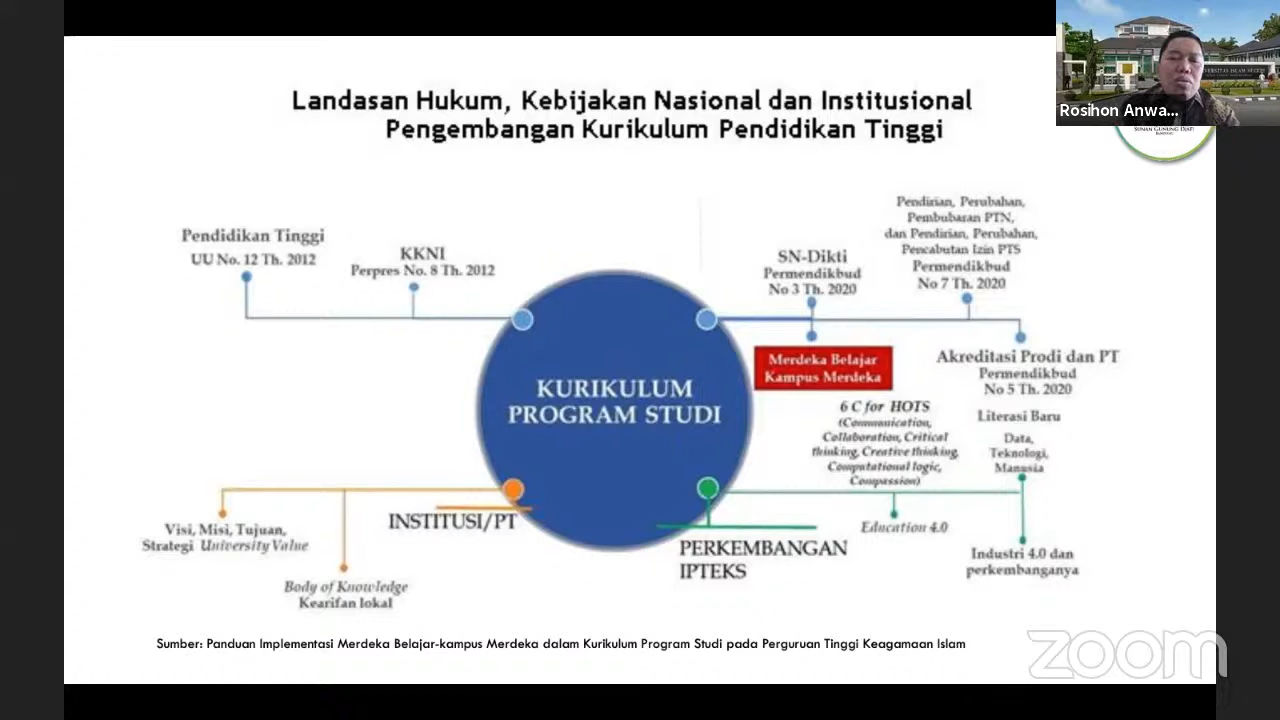 Landasan Hukum, Kebijakan Nasional dan Institusional
Pengembangan Kurikulum Pendidikan Tinggi
Rosihon Anwa...
SUNAN GUNUNG DJATI
BANDUNG
Pendidikan Tinggi
UU No. 12 Th. 2012
KKNI
Perpres No. 8 Th. 2012
SN-Dikti
Permendikbud
No 3 Th. 2020
Pendirian, Perubahan,
Pembubaran PTN,
dan Pendirian, Perubahan,
Pencabutan Izin PTS
Permendikbud
No 7 Th. 2020
Merdeka Belajar
Kampus Merdeka
Akreditasi Prodi dan PT
Permendikbud
No 5 Th. 2020
KURIKULUM
PROGRAM STUDI
6 C for HOTS
(Communication,
Collaboration, Critical
thinking, Creative thinking,
Computational logic,
Compassion)
Literasi Baru
Data,
Teknologi,
Manusia
INSTITUSI/PT
Visi, Misi, Tujuan,
Strategi University Value
Body of Knowledge
Kearifan lokal
PERKEMBANGAN
IPTEKS
Education 4.0
Industri 4.0 dan
perkembanganya
Sumber: Panduan Implementasi Merdeka Belajar-kampus Merdeka dalam Kurikulum Program Studi pada Perguruan Tinggi Keagamaan Islam
zoom